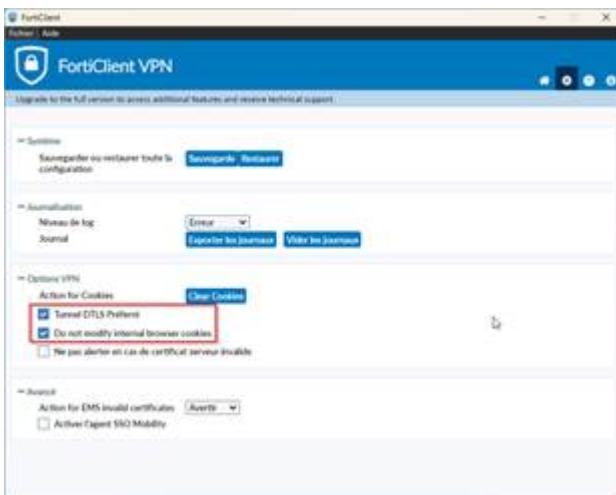 FortiClient
Fichier Aide
FortiClient VPN
Upgrade to the full version to access additional features and receive technical support.
Système
Sauvegarder ou restaurer toute la configuration
Sauvegarde Restaurer
Journalisation
Niveau de log Erreur
Journal Exporter les journaux Vider les journaux
Options VPN
Action for Cookies Clear Cookies
Tunnel DTLS Préféré
Do not modify internal browser cookies
Ne pas alerter en cas de certificat serveur invalide
Avancé
Action for EMS invalid certificates Avertir
Activer l'agent SSO Mobility